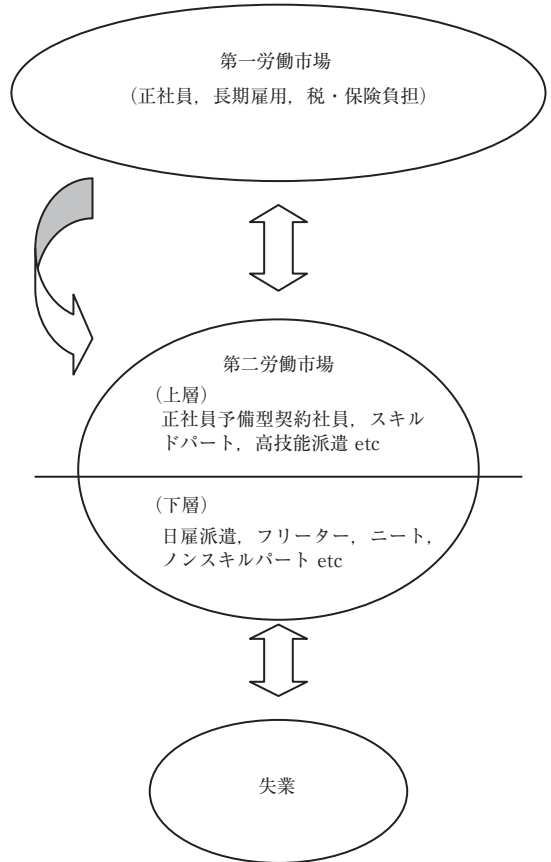 第一労働市場
（正社員，長期雇用，税・保険負担）
第二労働市場
（上層）
正社員予備型契約社員，スキル
ドパート，高技能派遣 etc
（下層）
日雇派遣，フリーター，ニート，
ノンスキルパート etc
失業